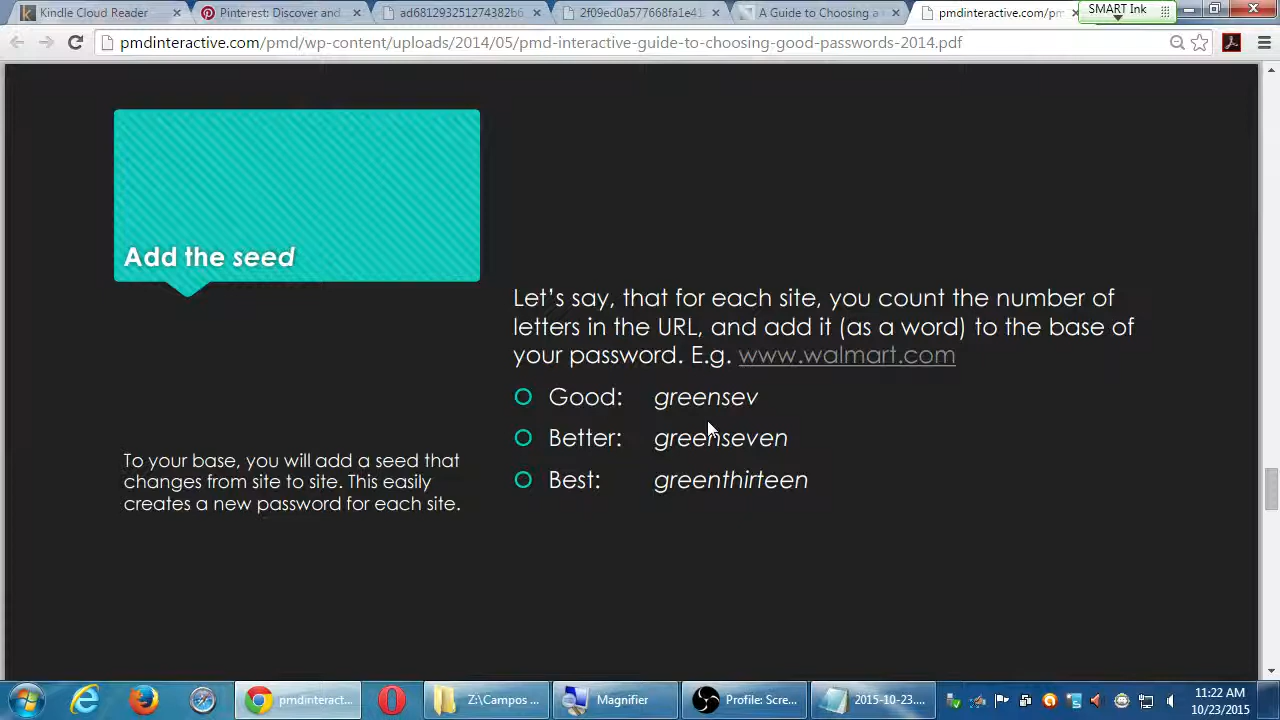 Kindle Cloud Reader
Pinterest: Discover and
ad681293251274382b6
2f09ed0a577668fa1e41
A Guide to Choosing a
pmdinteractive.com/pm
SMART Ink
pmdinteractive.com/pmd/wp-content/uploads/2014/05/pmd-interactive-guide-to-choosing-good-passwords-2014.pdf
Add the seed
Let's say, that for each site, you count the number of
letters in the URL, and add it (as a word) to the base of
your password. E.g. www.walmart.com
Good: greensev
Better: greenseven
Best: greenthirteen
To your base, you will add a seed that
changes from site to site. This easily
creates a new password for each site.
pmdinteract...
Z:\Campos ...
Magnifier
Profile: Scre...
2015-10-23....
11:22 AM
10/23/2015